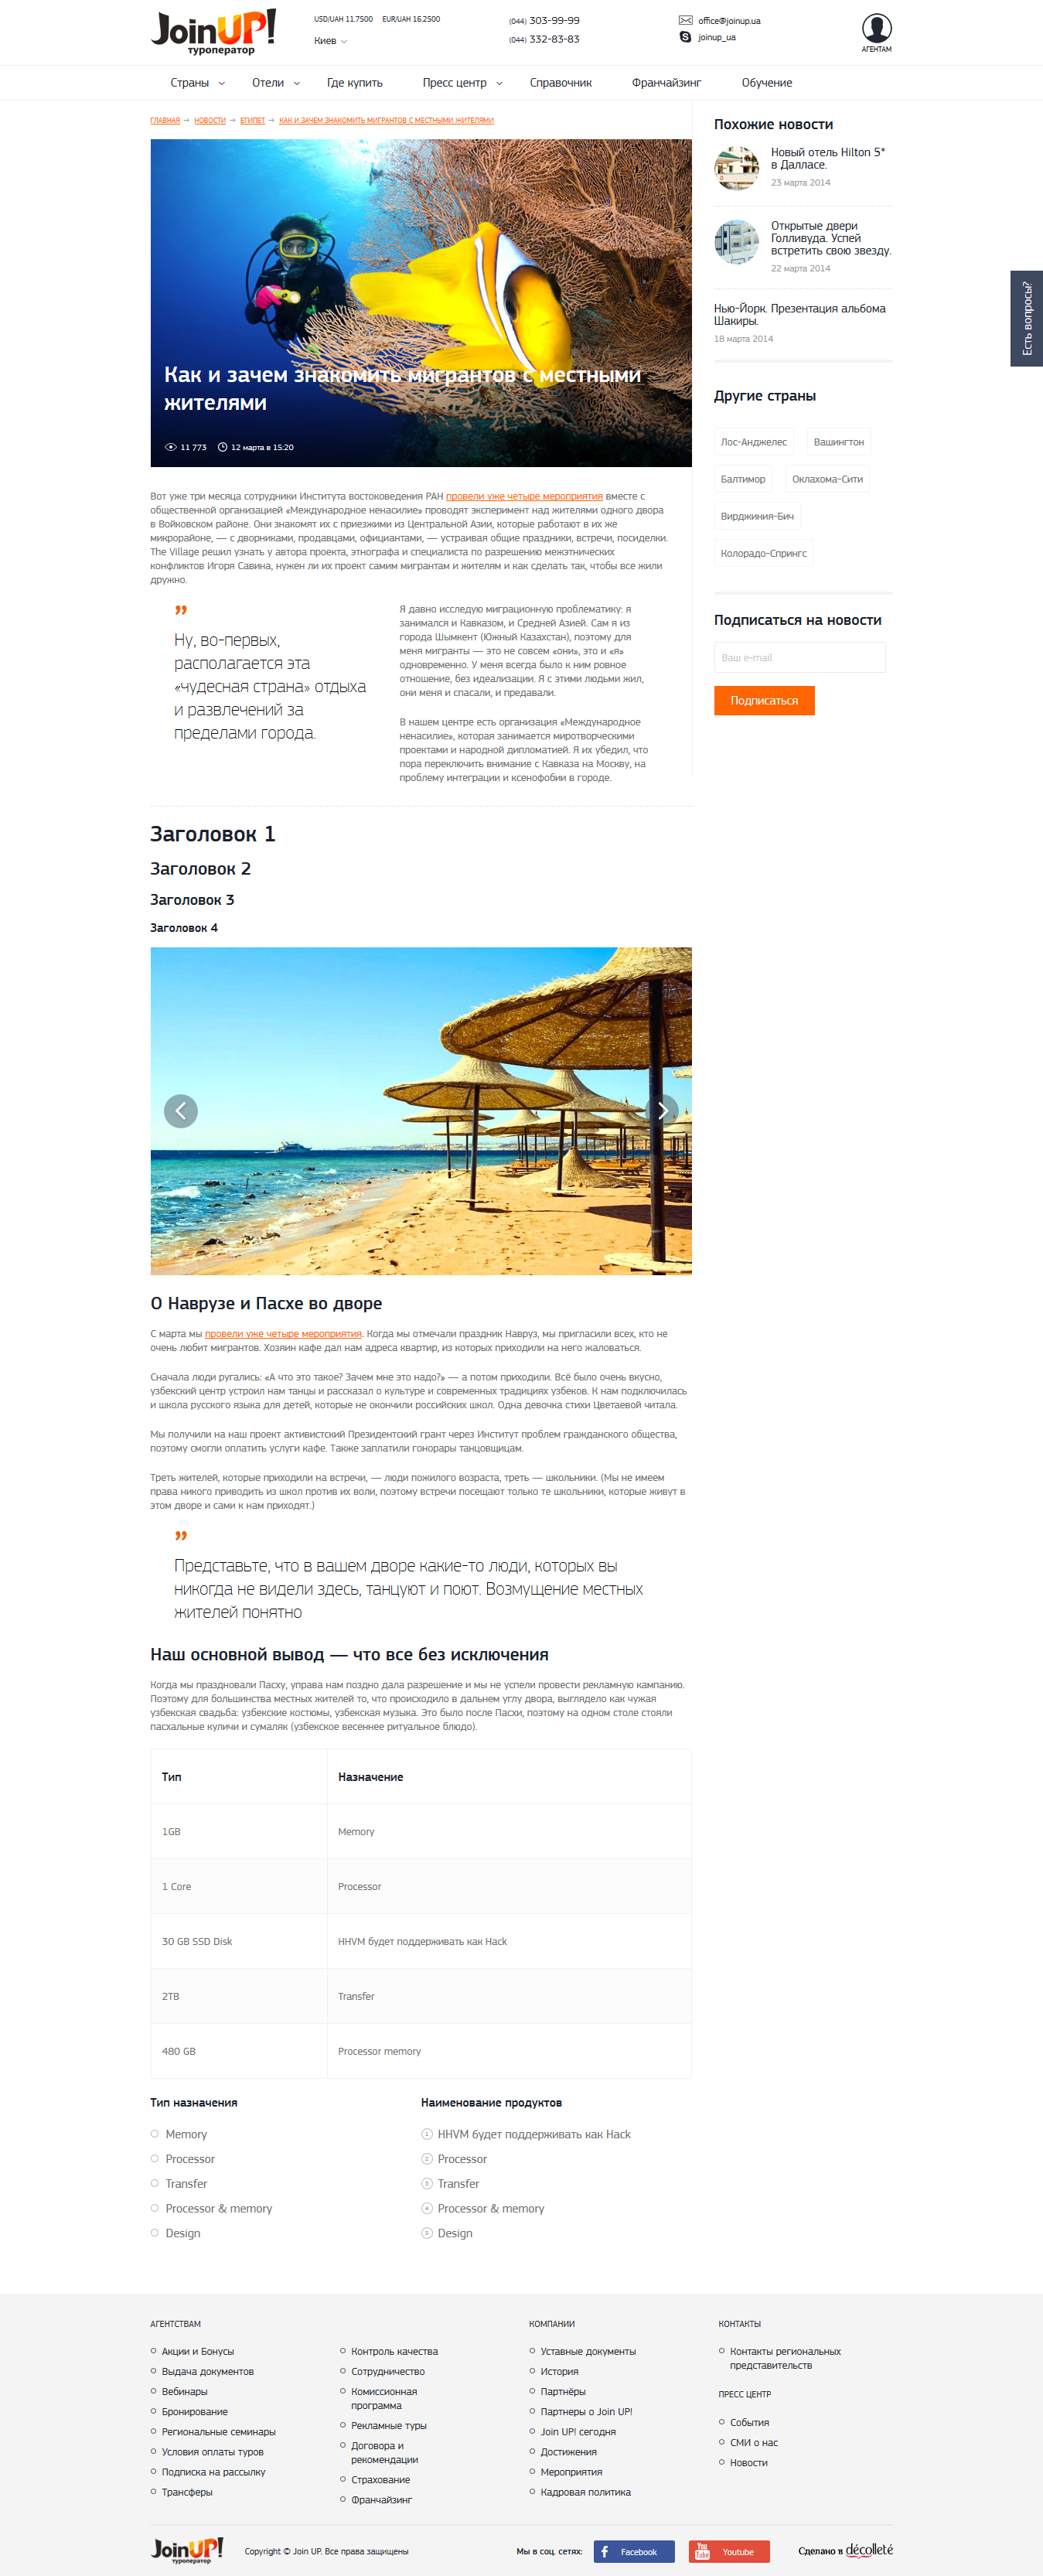 JoinUP!
туроператор
USD/UAH 11.7500 EUR/UAH 16.2500
Киев
(044) 303-99-99
(044) 332-83-83
office@joinup.ua
joinup_ua
АГЕНТАМ
Страны Отели Где купить Пресс центр Справочник Франчайзинг Обучение
ГЛАВНАЯ → НОВОСТИ → ЕГИПЕТ → КАК И ЗАЧЕМ ЗНАКОМИТЬ МИГРАНТОВ С МЕСТНЫМИ ЖИТЕЛЯМИ
Как и зачем знакомить мигрантов с местными
жителями
11 773 12 марта в 15:20
Вот уже три месяца сотрудники Института востоковедения РАН провели уже четыре мероприятия вместе с
общественной организацией «Международное ненасилие» проводят эксперимент над жителями одного двора
в Войковском районе. Они знакомят их с приезжими из Центральной Азии, которые работают в их же
микрорайоне, — с дворниками, продавцами, официантами, — устраивая общие праздники, встречи, посиделки.
The Village решил узнать у автора проекта, этнографа и специалиста по разрешению межэтнических
конфликтов Игоря Савина, нужен ли их проект самим мигрантам и жителям и как сделать так, чтобы все жили
дружно.
”
Ну, во-первых,
располагается эта
«чудесная страна» отдыха
и развлечений за
пределами города.
Я давно исследую миграционную проблематику: я
занимался и Кавказом, и Средней Азией. Сам я из
города Шымкент (Южный Казахстан), поэтому для
меня мигранты — это не совсем «они», это и «я»
одновременно. У меня всегда было к ним ровное
отношение, без идеализации. Я с этими людьми жил,
они меня и спасали, и предавали.
В нашем центре есть организация «Международное
ненасилие», которая занимается миротворческими
проектами и народной дипломатией. Я их убедил, что
пора переключить внимание с Кавказа на Москву, на
проблему интеграции и ксенофобии в городе.
Заголовок 1
Заголовок 2
Заголовок 3
Заголовок 4
О Наврузе и Пасхе во дворе
С марта мы провели уже четыре мероприятия. Когда мы отмечали праздник Навруз, мы пригласили всех, кто не
очень любит мигрантов. Хозяин кафе дал нам адреса квартир, из которых приходили на него жаловаться.
Сначала люди ругались: «А что это такое? Зачем мне это надо?» — а потом приходили. Всё было очень вкусно,
узбекский центр устроил нам танцы и рассказал о культуре и современных традициях узбеков. К нам подключилась
и школа русского языка для детей, которые не окончили российских школ. Одна девочка стихи Цветаевой читала.
Мы получили на наш проект активистский Президентский грант через Институт проблем гражданского общества,
поэтому смогли оплатить услуги кафе. Также заплатили гонорары танцовщицам.
Треть жителей, которые приходили на встречи, — люди пожилого возраста, треть — школьники. (Мы не имеем
права никого приводить из школ против их воли, поэтому встречи посещают только те школьники, которые живут в
этом дворе и сами к нам приходят.)
”
Представьте, что в вашем дворе какие-то люди, которых вы
никогда не видели здесь, танцуют и поют. Возмущение местных
жителей понятно
Наш основной вывод — что все без исключения
Когда мы праздновали Пасху, управа нам поздно дала разрешение и мы не успели провести рекламную кампанию.
Поэтому для большинства местных жителей то, что происходило в дальнем углу двора, выглядело как чужая
узбекская свадьба: узбекские костюмы, узбекская музыка. Это было после Пасхи, поэтому на одном столе стояли
пасхальные куличи и сумаляк (узбекское весеннее ритуальное блюдо).
Тип Назначение
1GB Memory
1 Core Processor
30 GB SSD Disk HHVM будет поддерживать как Hack
2TB Transfer
480 GB Processor memory
Тип назначения
Memory
Processor
Transfer
Processor & memory
Design
Наименование продуктов
1 HHVM будет поддерживать как Hack
2 Processor
3 Transfer
4 Processor & memory
5 Design
Похожие новости
Новый отель Hilton 5*
в Далласе.
23 марта 2014
Открытые двери
Голливуда. Успей
встретить свою звезду.
22 марта 2014
Нью-Йорк. Презентация альбома
Шакиры.
18 марта 2014
Другие страны
Лос-Анджелес Вашингтон
Балтимор Оклахома-Сити
Вирджиния-Бич
Колорадо-Спрингс
Подписаться на новости
Ваш e-mail
Подписаться
Есть вопросы?
АГЕНТСТВАМ
Акции и Бонусы
Выдача документов
Вебинары
Бронирование
Региональные семинары
Условия оплаты туров
Подписка на рассылку
Трансферы
Контроль качества
Сотрудничество
Комиссионная
программа
Рекламные туры
Договора и
рекомендации
Страхование
Франчайзинг
КОМПАНИИ
Уставные документы
История
Партнёры
Партнеры о Join UP!
Join UP! сегодня
Достижения
Мероприятия
Кадровая политика
КОНТАКТЫ
Контакты региональных
представительств
ПРЕСС ЦЕНТР
События
СМИ о нас
Новости
JoinUP!
туроператор
Copyright © Join UP. Все права защищены
Мы в соц. сетях:
f Facebook
You Tube Youtube
Сделано в décolleté